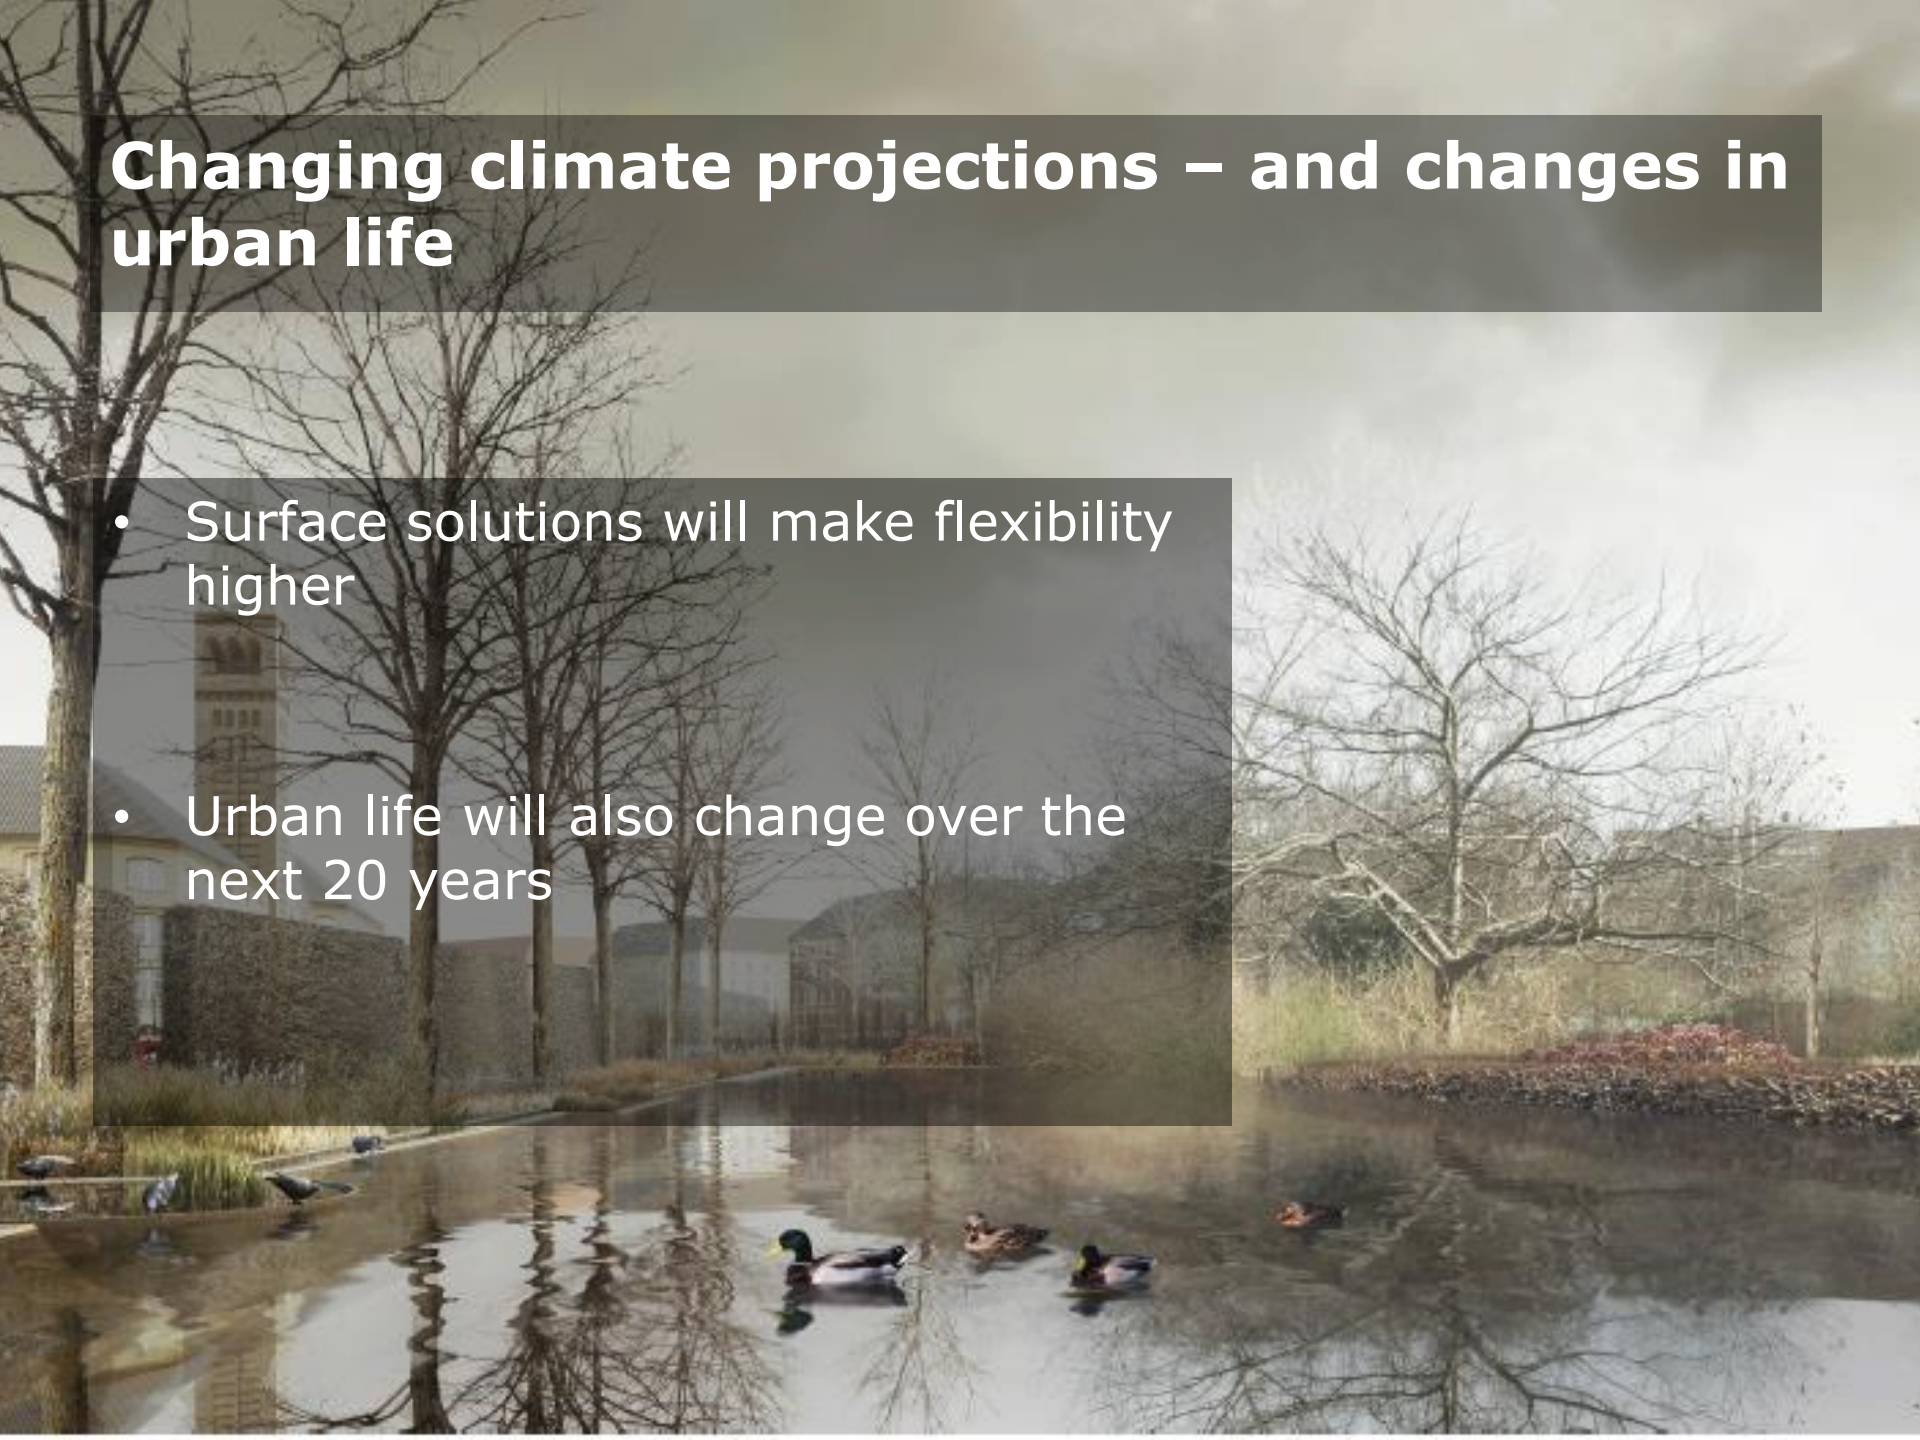 Changing climate projections – and changes in
urban life
• Surface solutions will make flexibility
higher
• Urban life will also change over the
next 20 years